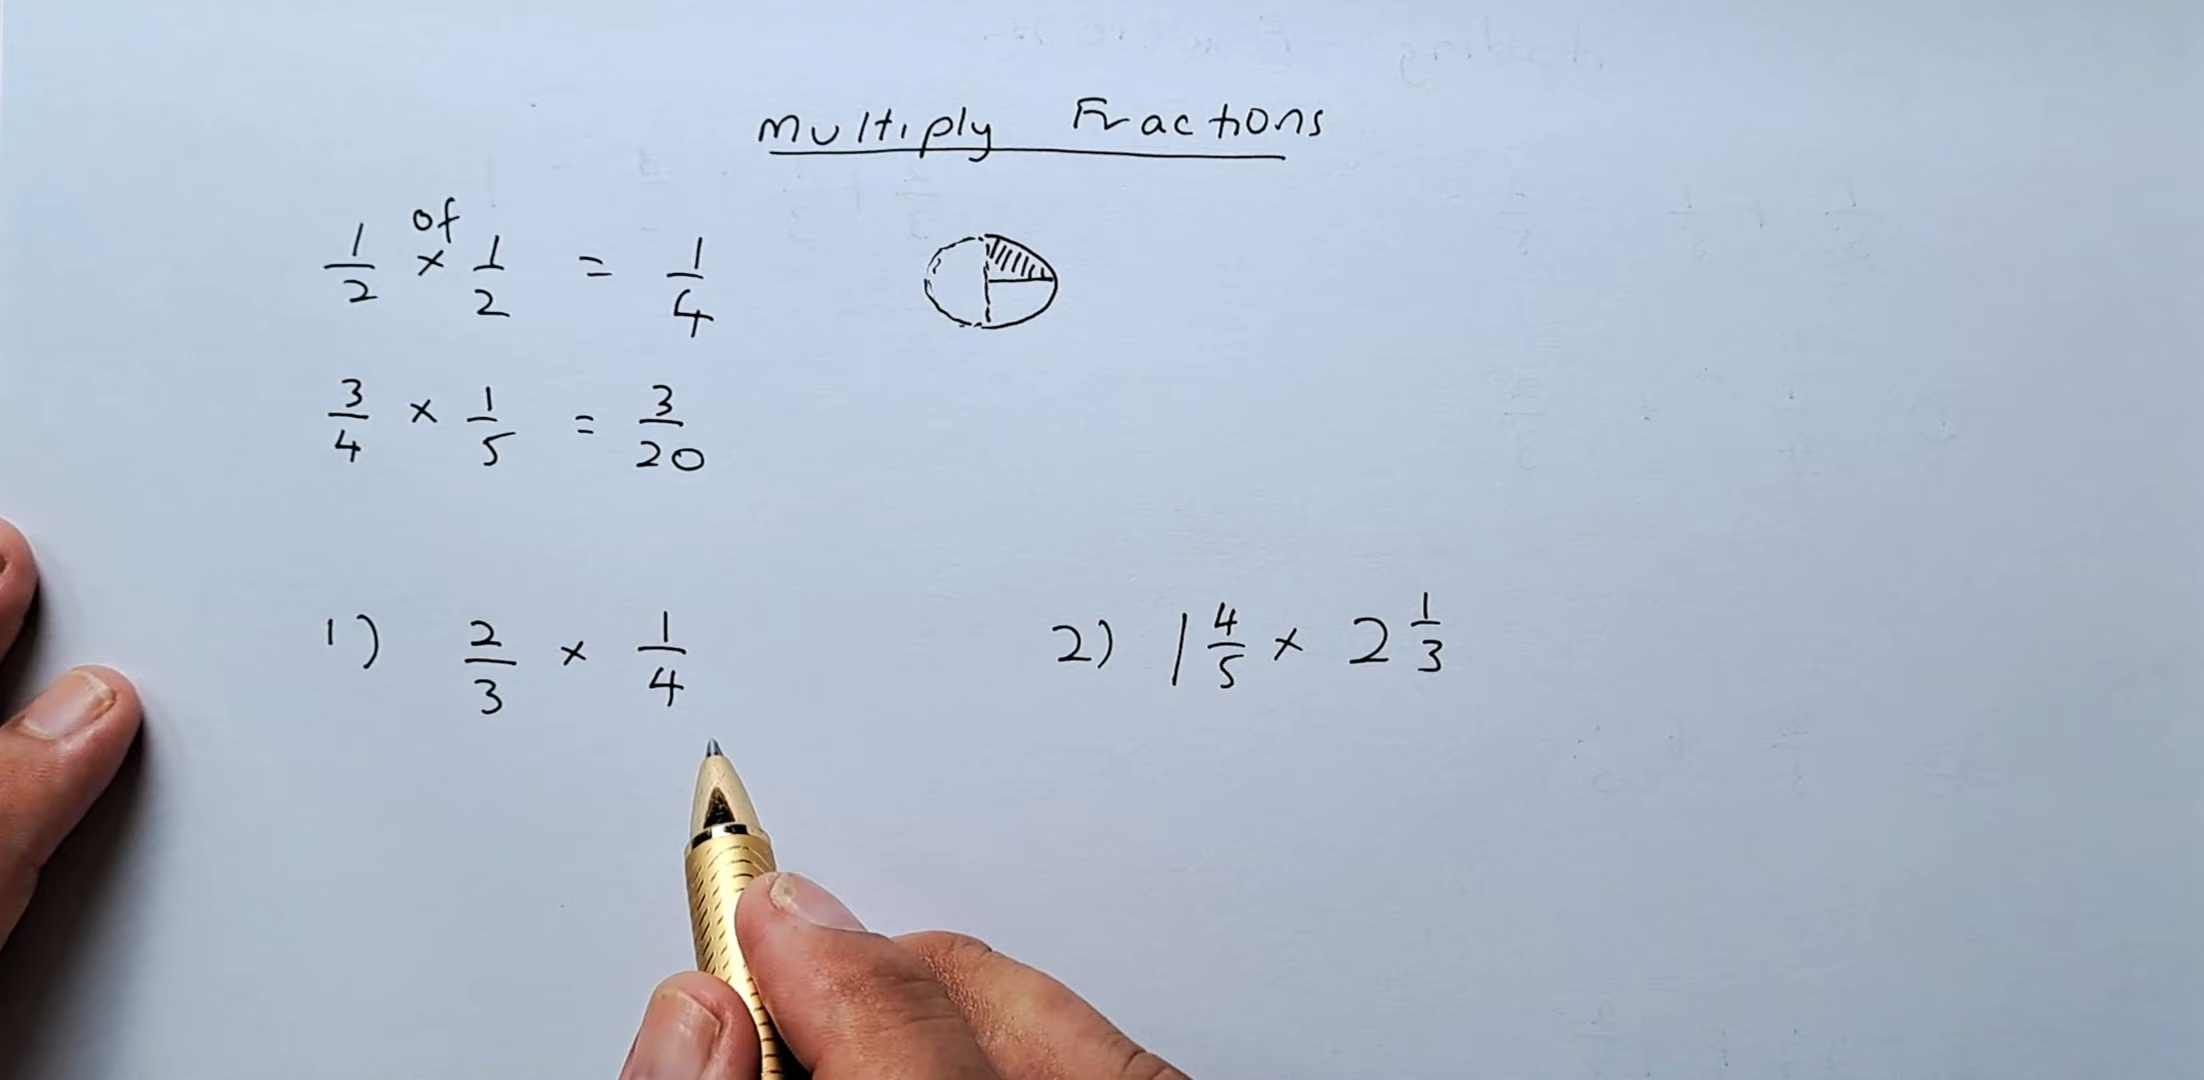 Multiply Fractions
of
1/2 × 1/2 = 1/4
3/4 × 1/5 = 3/20
1) 2/3 × 1/4
2) 1 4/5 × 2 1/3